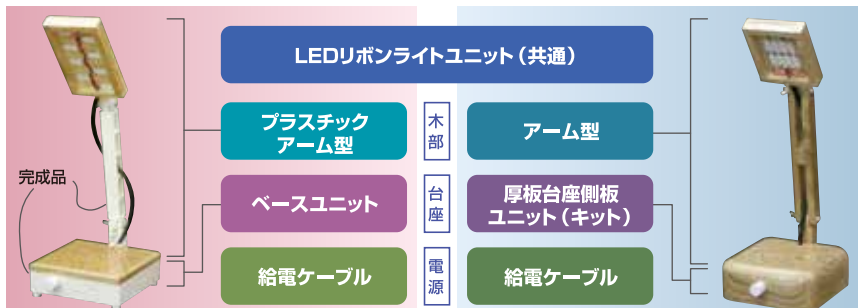 LEDリボンライトユニット（共通）
プラスチック
アーム型
木部
アーム型
完成品
ベースユニット
台座
厚板台座側板
ユニット（キット）
給電ケーブル
電源
給電ケーブル